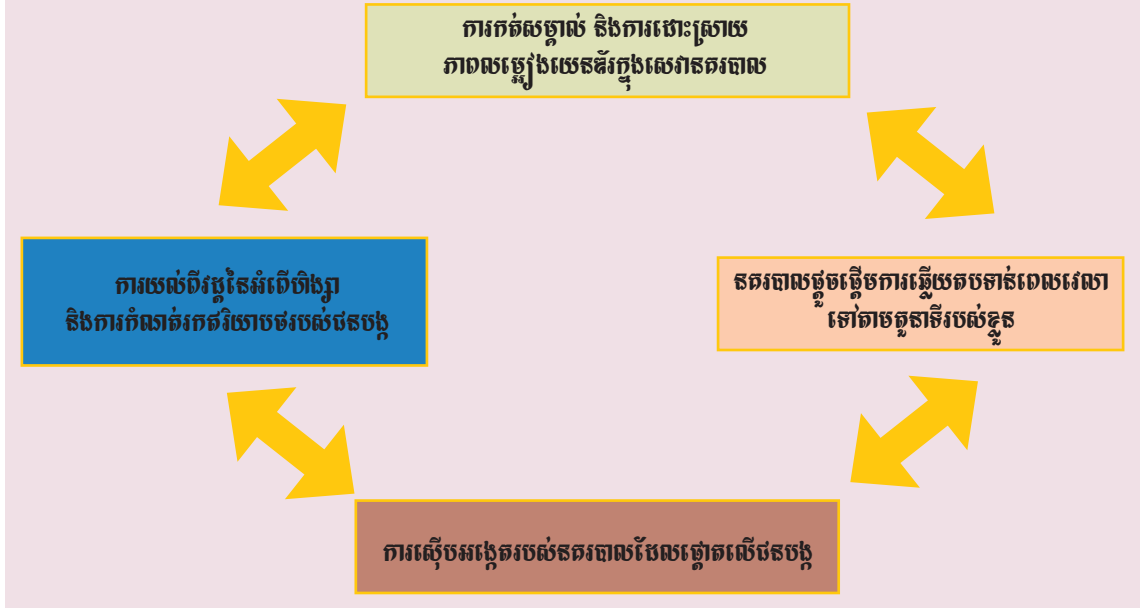 ការកត់សម្គាល់ និងការដោះស្រាយ
ភាពលម្អៀងយេនឌ័រក្នុងសេវានគរបាល
ការយល់ពីវដ្តនៃអំពើហិង្សា
និងការកំណត់រកឥរិយាបថរបស់ជនបង្ក
នគរបាលផ្តួចផ្តើមការឆ្លើយតបទាន់ពេលវេលា
ទៅតាមតួនាទីរបស់ខ្លួន
ការស៊ើបអង្កេតរបស់នគរបាលដែលផ្តោតលើជនបង្ក